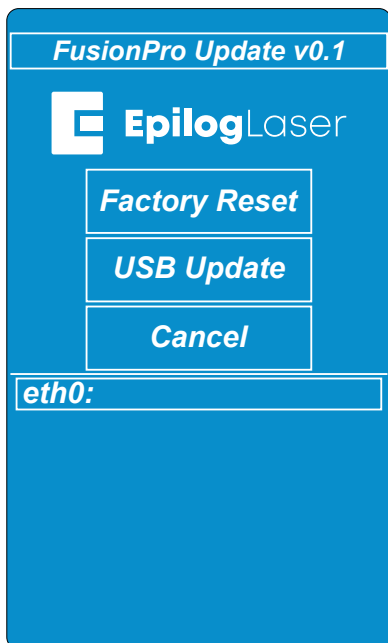 FusionPro Update v0.1
EpilogLaser
Factory Reset
USB Update
Cancel
eth0: